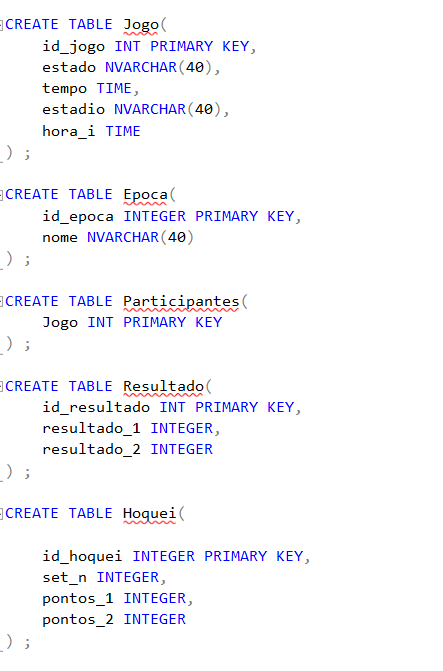 CREATE TABLE Jogo(
id_jogo INT PRIMARY KEY,
estado NVARCHAR(40),
tempo TIME,
estadio NVARCHAR(40),
hora_i TIME
) ;
CREATE TABLE Epoca(
id_epoca INTEGER PRIMARY KEY,
nome NVARCHAR(40)
) ;
CREATE TABLE Participantes(
Jogo INT PRIMARY KEY
) ;
CREATE TABLE Resultado(
id_resultado INT PRIMARY KEY,
resultado_1 INTEGER,
resultado_2 INTEGER
) ;
CREATE TABLE Hoquei(
id_hoquei INTEGER PRIMARY KEY,
set_n INTEGER,
pontos_1 INTEGER,
pontos_2 INTEGER
) ;